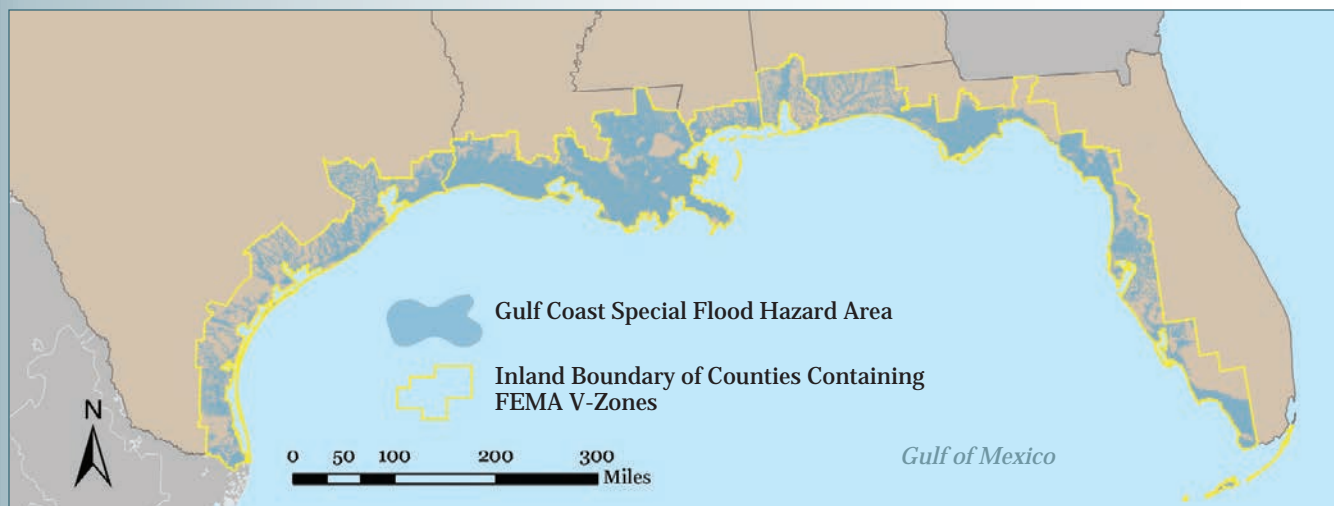 Gulf Coast Special Flood Hazard Area
Inland Boundary of Counties Containing
FEMA V-Zones
N
0 50 100 200 300
Miles
Gulf of Mexico